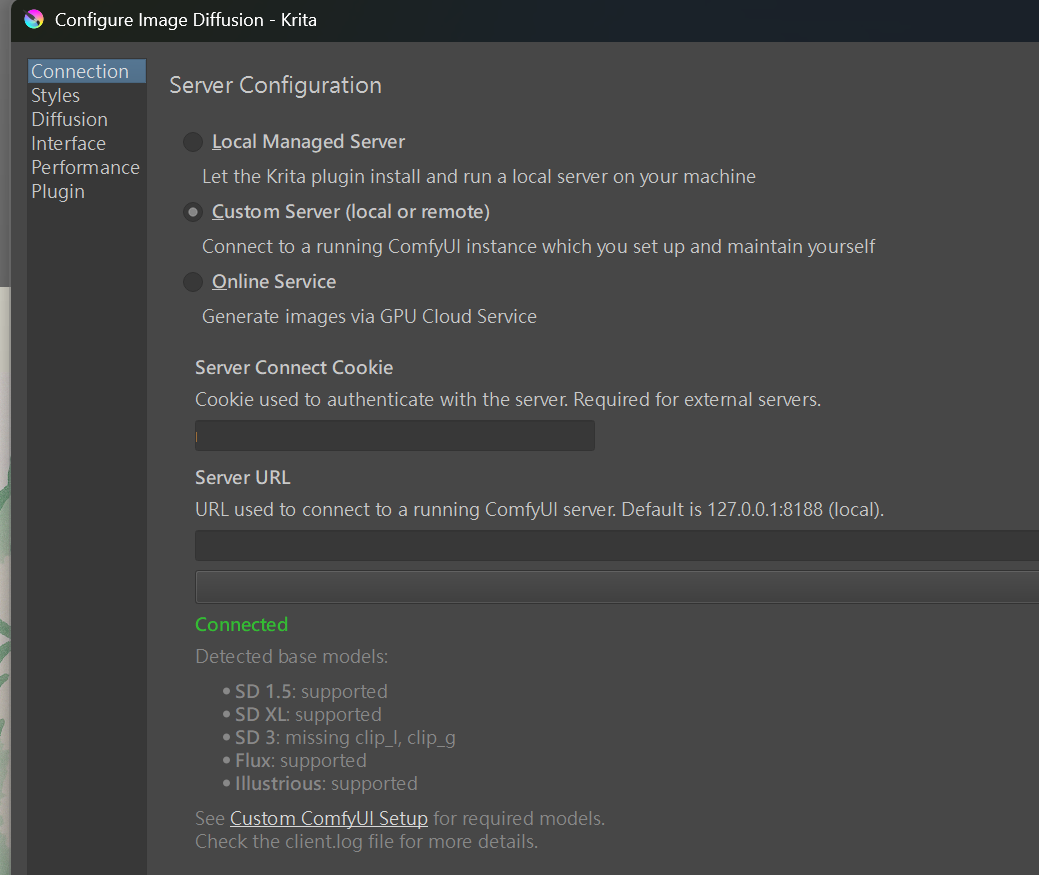 Configure Image Diffusion - Krita
Connection
Styles
Diffusion
Interface
Performance
Plugin
Server Configuration
Local Managed Server
Let the Krita plugin install and run a local server on your machine
Custom Server (local or remote)
Connect to a running ComfyUI instance which you set up and maintain yourself
Online Service
Generate images via GPU Cloud Service
Server Connect Cookie
Cookie used to authenticate with the server. Required for external servers.
Server URL
URL used to connect to a running ComfyUI server. Default is 127.0.0.1:8188 (local).
Connected
Detected base models:
• SD 1.5: supported
• SD XL: supported
• SD 3: missing clip_l, clip_g
• Flux: supported
• Illustrious: supported
See Custom ComfyUI Setup for required models.
Check the client.log file for more details.